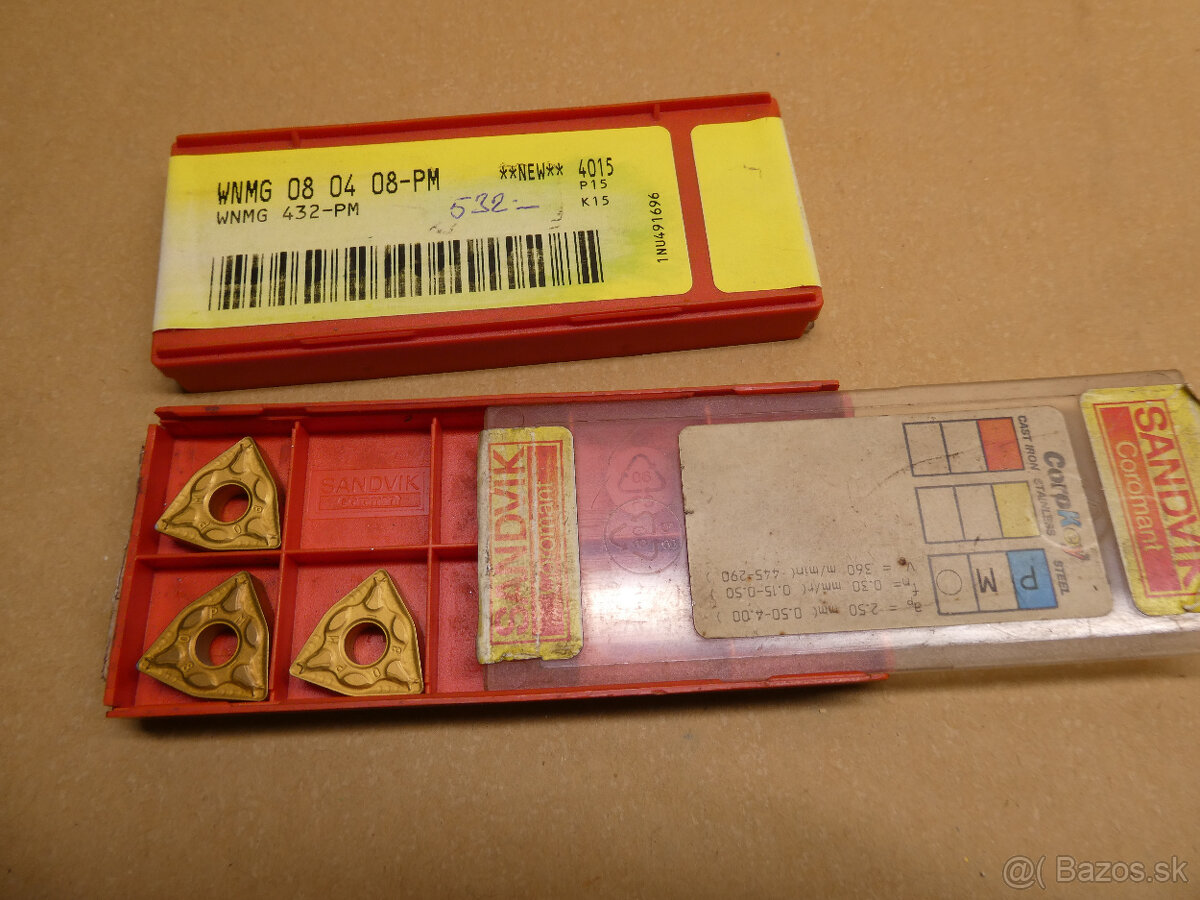 WNMG 08 04 08-PM
**NEW** 4015
WNMG 432-PM
P15
K15
532-
1NU491696
SANDVIK
SANDVIK
Coromant
SANDVIK
Coromant
CoroKey
CAST IRON STAINLESS STEEL
P
M
aₚ = 2.50 mm( 0.50-4.00 )
fₙ = 0.30 mm/r( 0.15-0.50 )
V = 360 m/min( 445-290 )
@( Bazos.sk